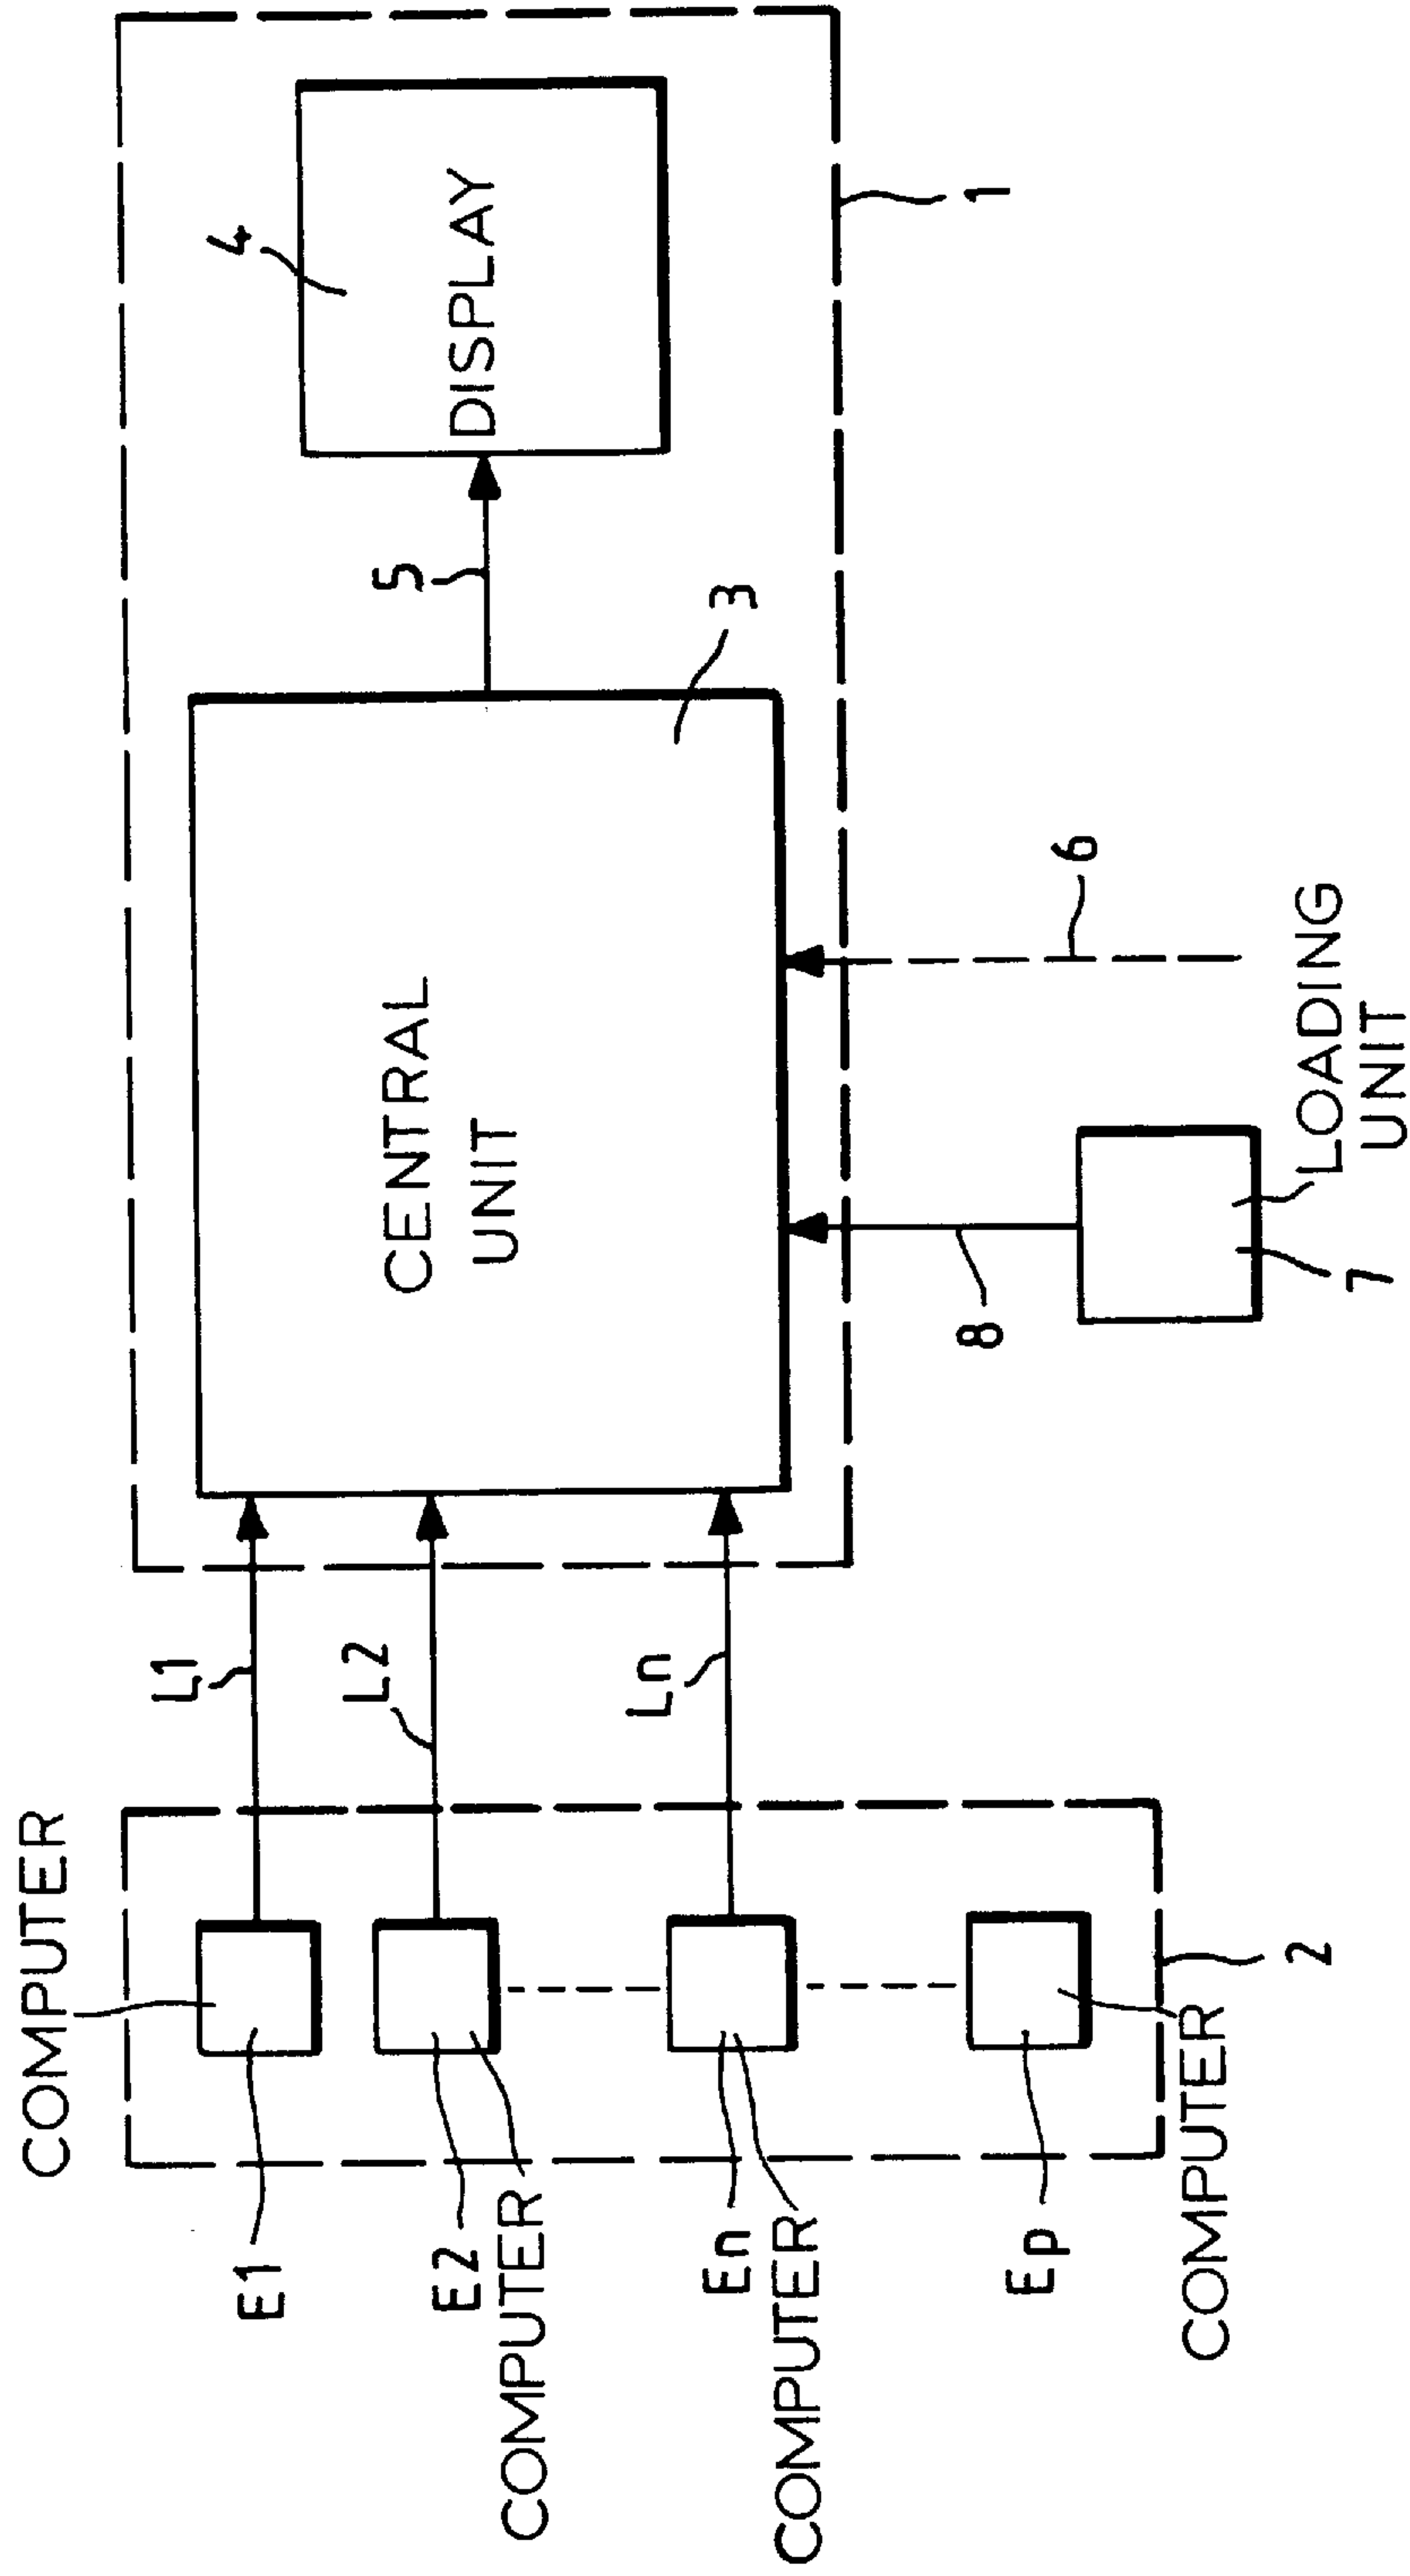 COMPUTER
E1
L1
4
DISPLAY
5
CENTRAL
UNIT
3
L2
E2
COMPUTER
Ln
En
COMPUTER
1
6
8
LOADING
UNIT
7
Ep
COMPUTER
2